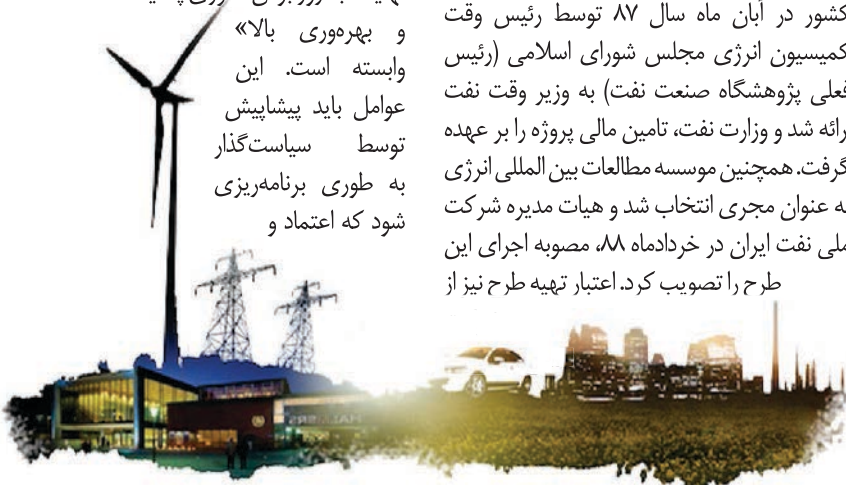 کشور در آبان ماه سال ۸۷ توسط رئیس وقت
کمیسیون انرژی مجلس شورای اسلامی (رئیس
فعلی پژوهشگاه صنعت نفت) به وزیر وقت نفت
ارائه شد و وزارت نفت، تامین مالی پروژه را بر عهده
گرفت. همچنین موسسه مطالعات بین المللی انرژی
به عنوان مجری انتخاب شد و هیات مدیره شرکت
ملی نفت ایران در خردادماه ۸۸، مصوبه اجرای این
طرح را تصویب کرد. اعتبار تهیه طرح نیز از
و بهره‌وری بالا»
وابسته است. این
عوامل باید پیشاپیش
توسط سیاست‌گذار
به طوری برنامه‌ریزی
شود که اعتماد و